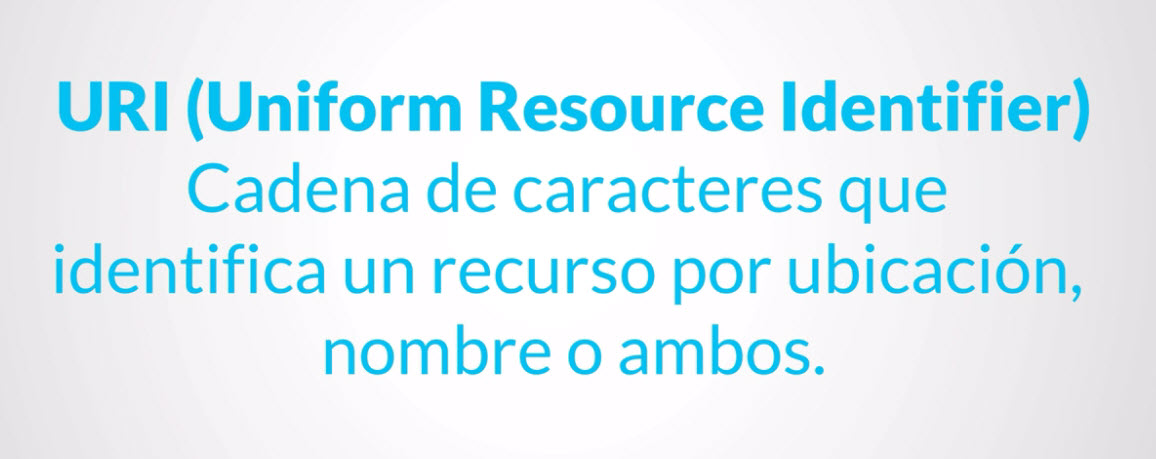 URI (Uniform Resource Identifier)
Cadena de caracteres que
identifica un recurso por ubicación,
nombre o ambos.